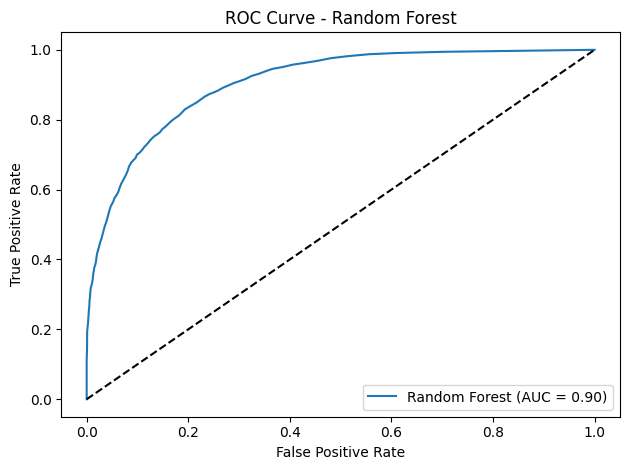 ROC Curve - Random Forest
True Positive Rate
1.0
0.8
0.6
0.4
0.2
0.0
Random Forest (AUC = 0.90)
0.0 0.2 0.4 0.6 0.8 1.0
False Positive Rate